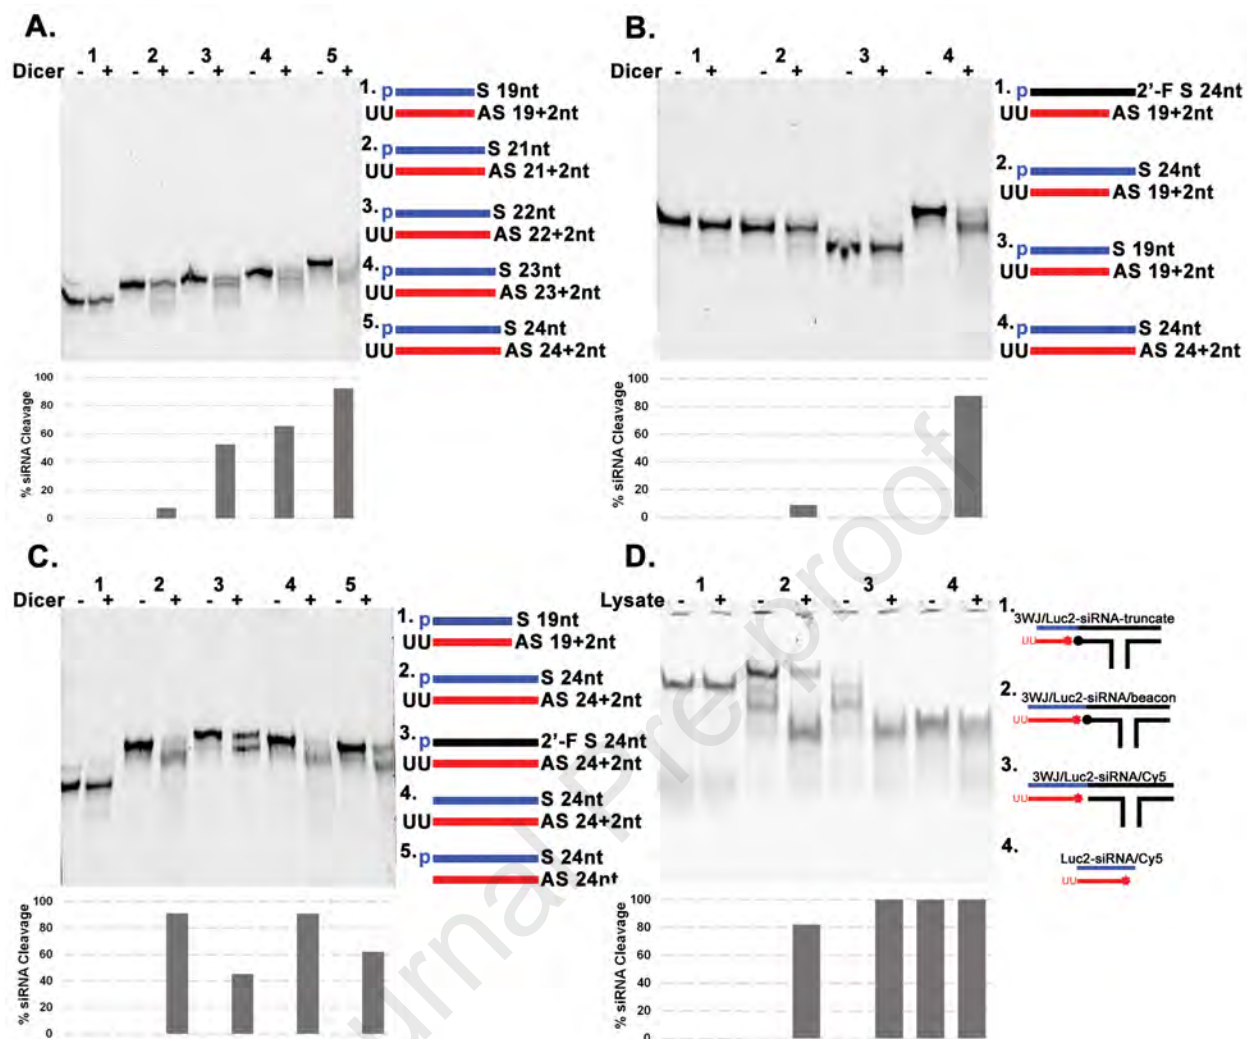 A.
1 2 3 4 5
Dicer - + - + - + - + - +
1. p S 19nt
UU AS 19+2nt
2. p S 21nt
UU AS 21+2nt
3. p S 22nt
UU AS 22+2nt
4. p S 23nt
UU AS 23+2nt
5. p S 24nt
UU AS 24+2nt
% siRNA Cleavage
100
80
60
40
20
0
B.
1 2 3 4
Dicer - + - + - + - +
1. p 2'-F S 24nt
UU AS 19+2nt
2. p S 24nt
UU AS 19+2nt
3. p S 19nt
UU AS 19+2nt
4. p S 24nt
UU AS 24+2nt
% siRNA Cleavage
100
80
60
40
20
0
C.
1 2 3 4 5
Dicer - + - + - + - + - +
1. p S 19nt
UU AS 19+2nt
2. p S 24nt
UU AS 24+2nt
3. p 2'-F S 24nt
UU AS 24+2nt
4. S 24nt
UU AS 24+2nt
5. p S 24nt
AS 24nt
% siRNA Cleavage
100
80
60
40
20
0
D.
1 2 3 4
Lysate - + - + - + - +
1.
3WJ/Luc2-siRNA-truncate
UU
2.
3WJ/Luc2-siRNA/beacon
UU
3.
3WJ/Luc2-siRNA/Cy5
UU
4.
Luc2-siRNA/Cy5
UU
% siRNA Cleavage
100
80
60
40
20
0
urnal Preproof